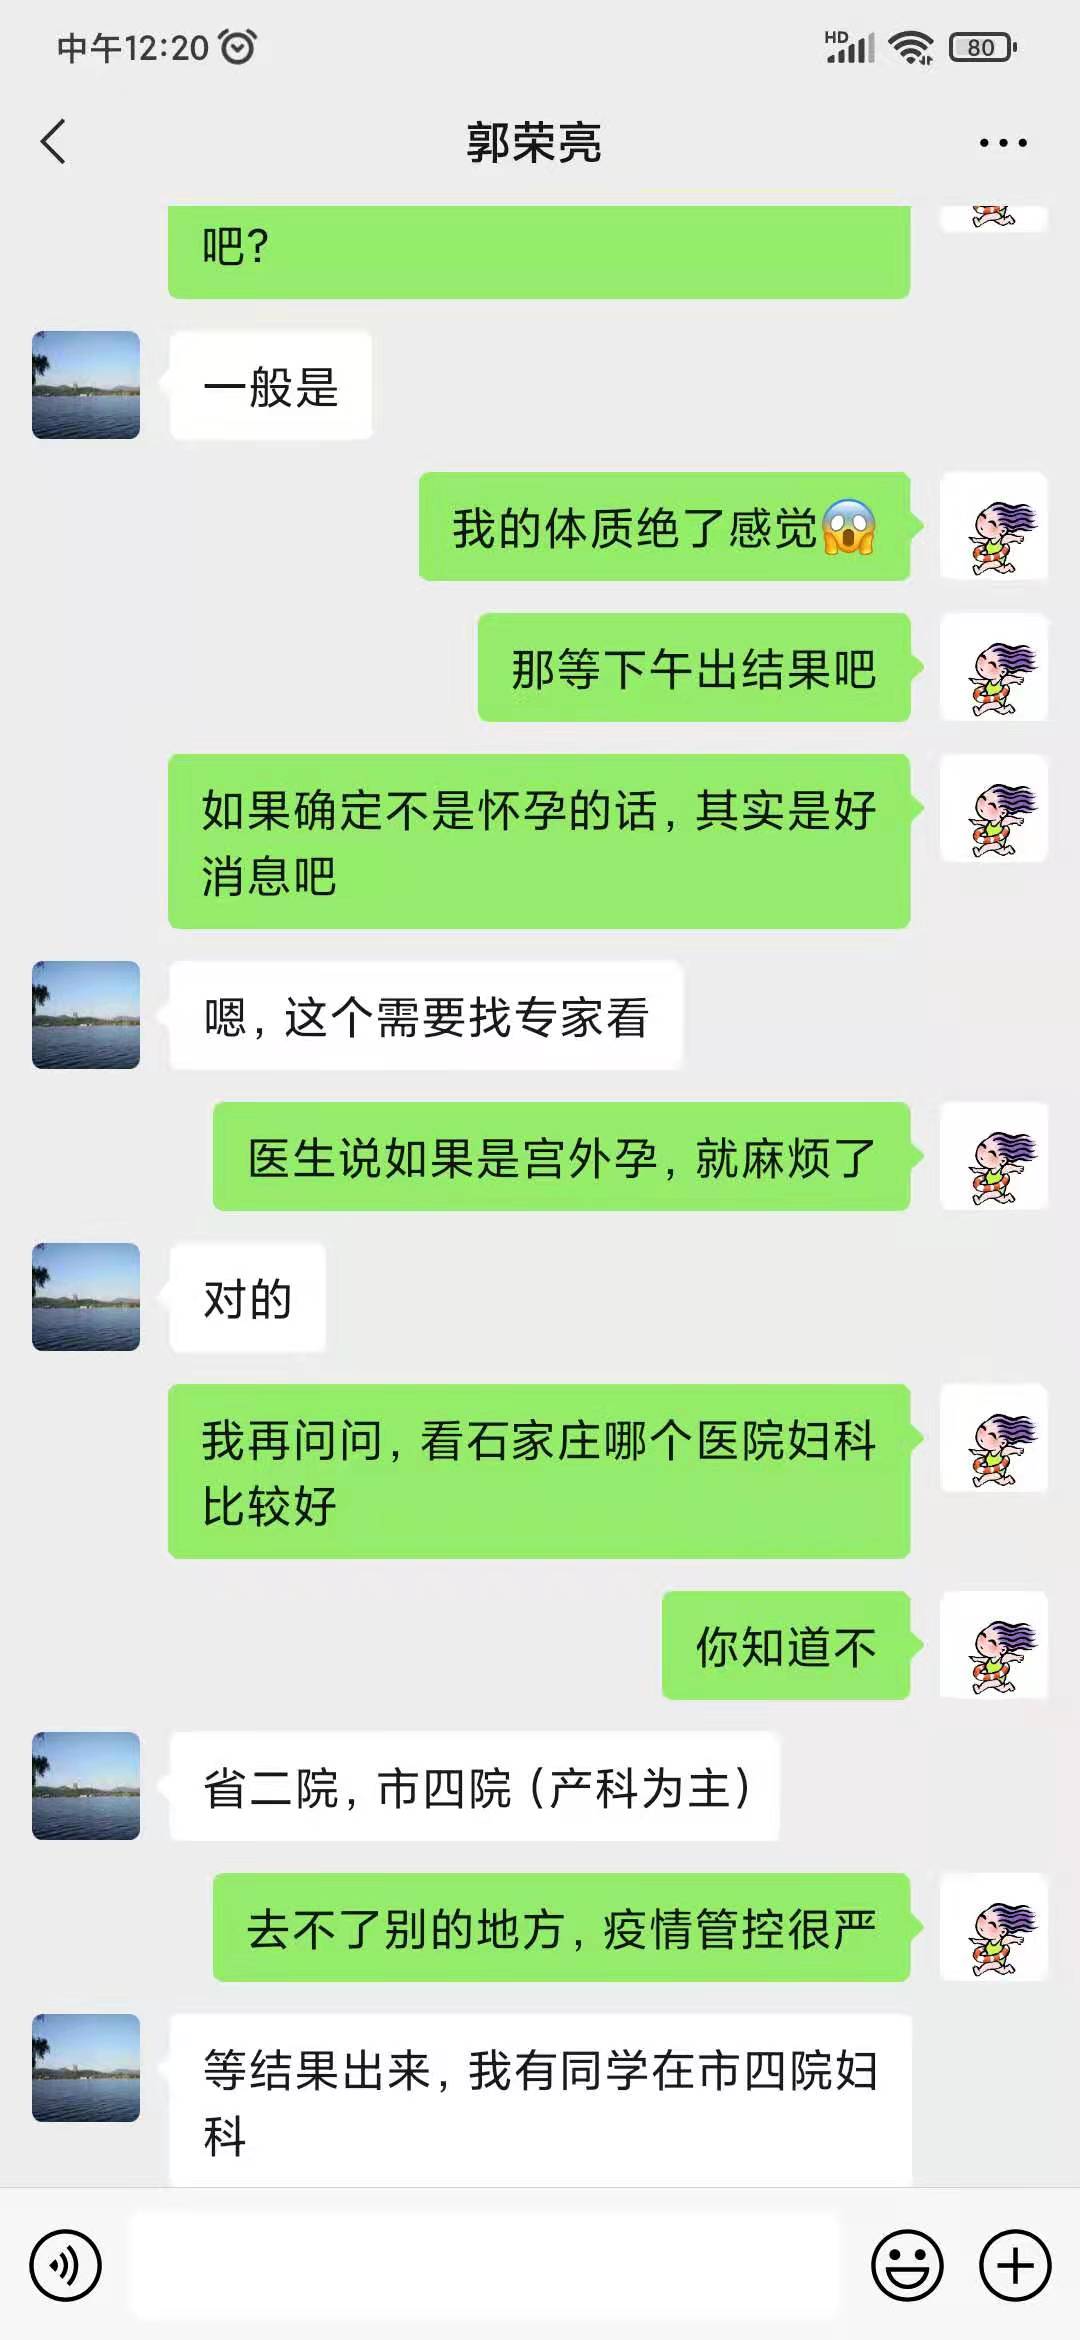 中午12:20
HD
80
郭荣亮
吧?
一般是
我的体质绝了感觉😱
那等下午出结果吧
如果确定不是怀孕的话,其实是好
消息吧
嗯,这个需要找专家看
医生说如果是宫外孕,就麻烦了
对的
我再问问,看石家庄哪个医院妇科
比较好
你知道不
省二院,市四院(产科为主)
去不了别的地方,疫情管控很严
等结果出来,我有同学在市四院妇
科